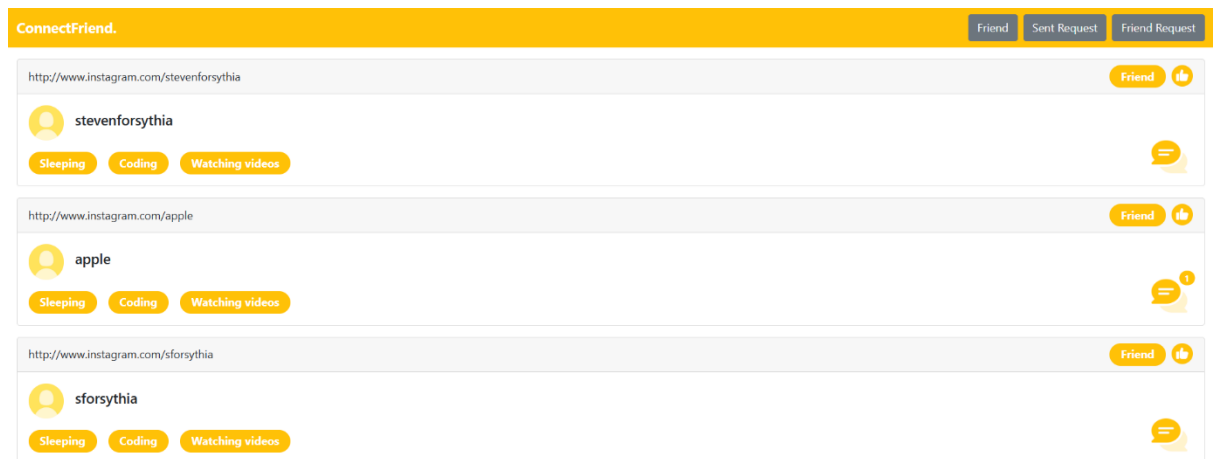 ConnectFriend. Friend Sent Request Friend Request
http://www.instagram.com/stevenforsythia Friend
stevenforsythia
Sleeping Coding Watching videos
http://www.instagram.com/apple Friend
apple
1
Sleeping Coding Watching videos
http://www.instagram.com/sforsythia Friend
sforsythia
Sleeping Coding Watching videos